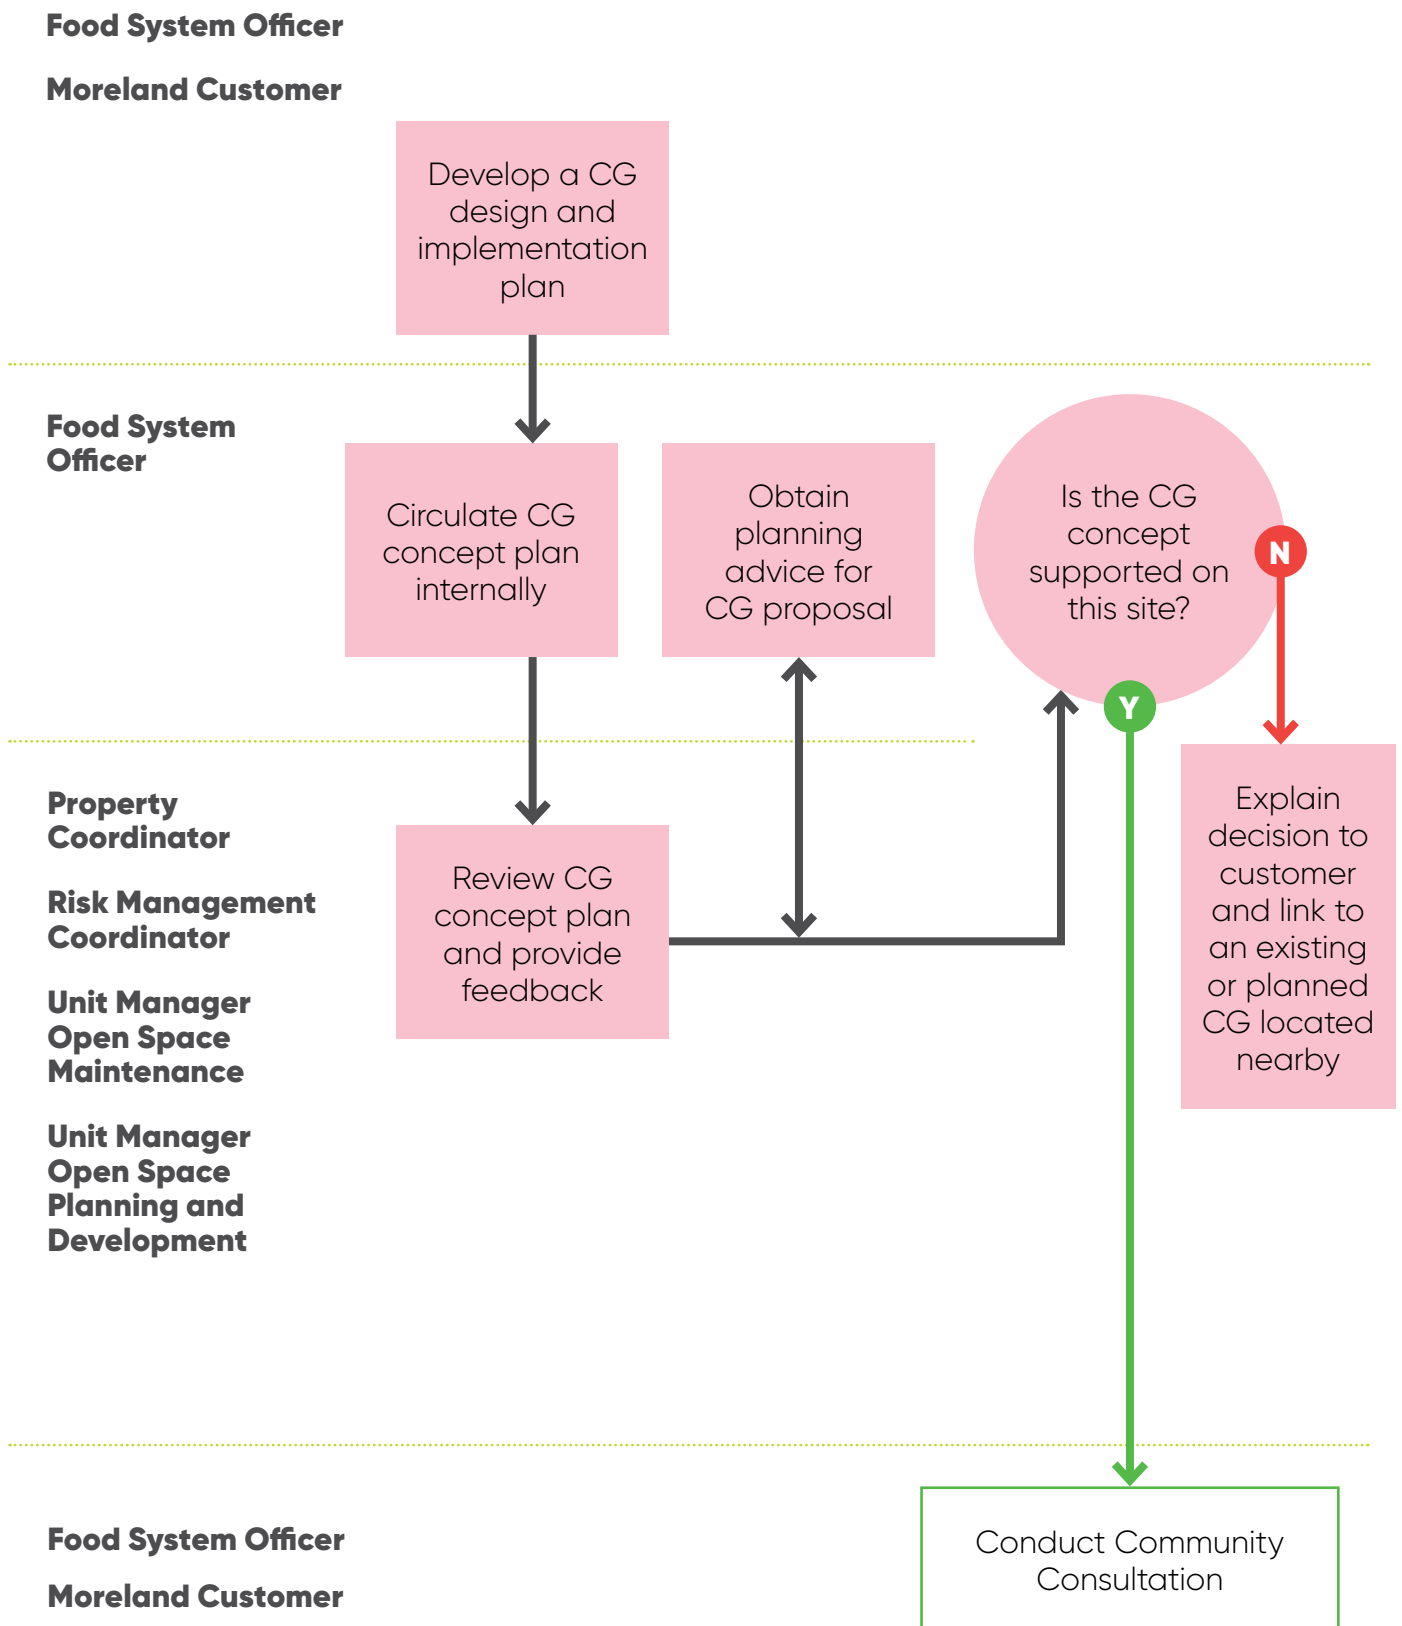 Food System Officer
Moreland Customer
Develop a CG
design and
implementation
plan
Food System
Officer
Circulate CG
concept plan
internally
Obtain
planning
advice for
CG proposal
Is the CG
concept
supported on
this site?
N
Y
Property
Coordinator
Risk Management
Coordinator
Unit Manager
Open Space
Maintenance
Unit Manager
Open Space
Planning and
Development
Review CG
concept plan
and provide
feedback
Explain
decision to
customer
and link to
an existing
or planned
CG located
nearby
Food System Officer
Moreland Customer
Conduct Community
Consultation